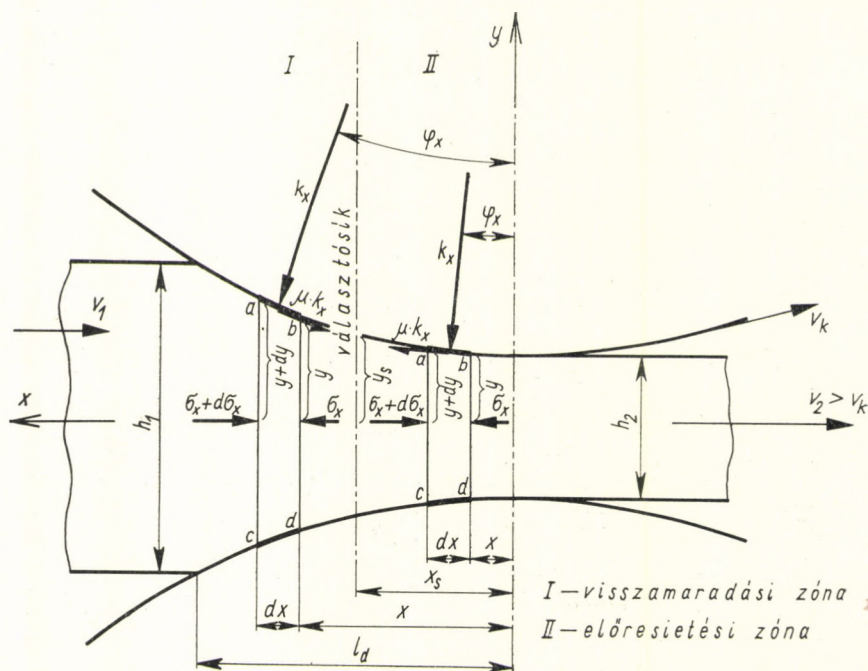 I
II
y
φx
kx
φx
kx
választósik
v1
a
μ·kx
b
y+dy
y
ys
μ·kx
a
b
y+dy
y
vk
x
h1
σx+dσx
σx
σx+dσx
σx
h2
v2 > vk
c
d
c
d
dx
x
xs
dx
x
ld
I—visszamaradási zóna
II—előresietési zóna